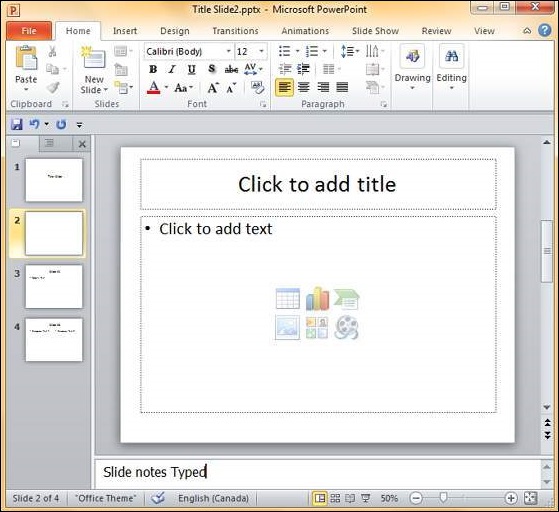 Title Slide2.pptx - Microsoft PowerPoint
File Home Insert Design Transitions Animations Slide Show Review View
Calibri (Body) 12
Paste New Slide Drawing Editing
B I U S abc AV
A Aa A A
Clipboard Slides Font Paragraph
1
2
3
4
Click to add title
• Click to add text
Slide notes Typed
Slide 2 of 4 "Office Theme" English (Canada) 50%